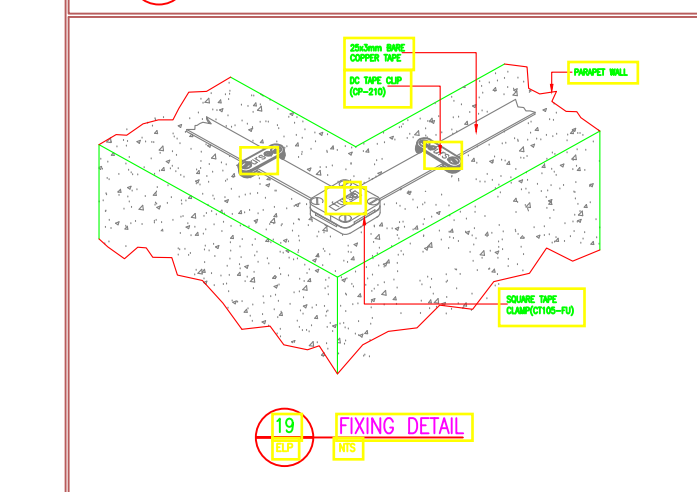 25x3mm BARE
COPPER TAPE
DC TAPE CLIP
(CP-210)
PARAPET WALL
SQUARE TAPE
CLAMP(CT105-FU)
19
FIXING DETAIL
ELP
NTS